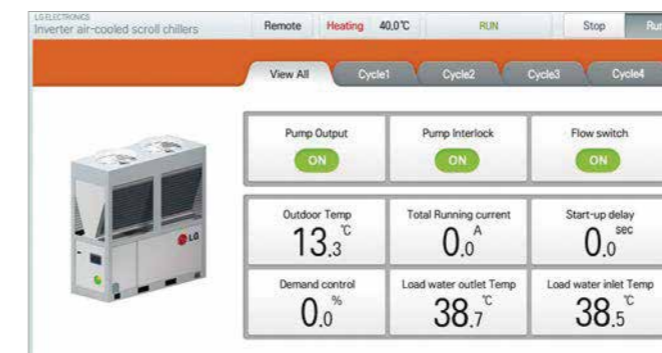 LG ELECTRONICS
Inverter air-cooled scroll chillers
Remote Heating 40.0℃ RUN Stop Run
View All Cycle1 Cycle2 Cycle3 Cycle4
Pump Output Pump Interlock Flow switch
ON ON ON
Outdoor Temp Total Running current Start-up delay
13.3 ℃ 0.0 A 0.0 sec
Demand control Load water outlet Temp Load water inlet Temp
0.0 % 38.7 ℃ 38.5 ℃
LG